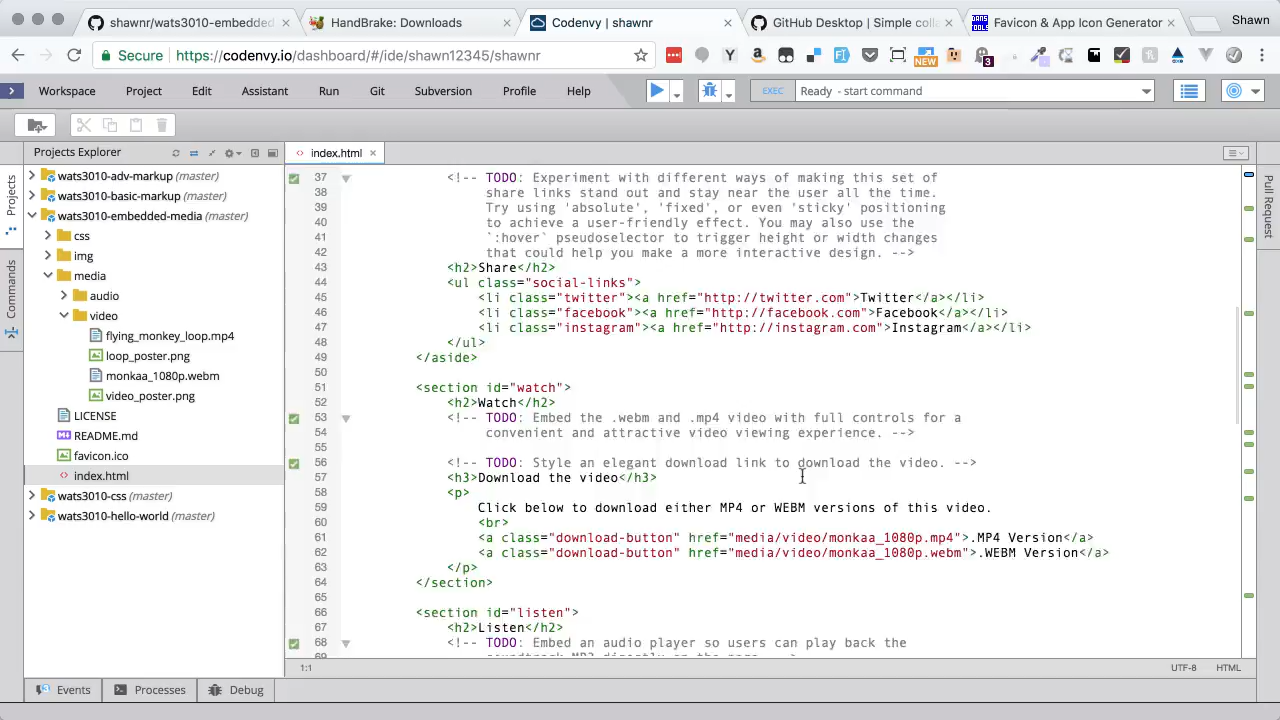 shawnr/wats3010-embedded
HandBrake: Downloads
Codenvy | shawnr
GitHub Desktop | Simple colle
Favicon & App Icon Generator
Shawn
Secure
https://codenvy.io/dashboard/#/ide/shawn12345/shawnr
NEW
3
Workspace Project Edit Assistant Run Git Subversion Profile Help
EXEC Ready - start command
Projects Explorer
index.html
Projects
Commands
Pull Request
wats3010-adv-markup (master)
wats3010-basic-markup (master)
wats3010-embedded-media (master)
css
img
media
audio
video
flying_monkey_loop.mp4
loop_poster.png
monkaa_1080p.webm
video_poster.png
LICENSE
README.md
favicon.ico
index.html
wats3010-css (master)
wats3010-hello-world (master)
37 <!-- TODO: Experiment with different ways of making this set of
38 share links stand out and stay near the user all the time.
39 Try using 'absolute', 'fixed', or even 'sticky' positioning
40 to achieve a user-friendly effect. You may also use the
41 `:hover` pseudoselector to trigger height or width changes
42 that could help you make a more interactive design. -->
43 <h2>Share</h2>
44 <ul class="social-links">
45 <li class="twitter"><a href="http://twitter.com">Twitter</a></li>
46 <li class="facebook"><a href="http://facebook.com">Facebook</a></li>
47 <li class="instagram"><a href="http://instagram.com">Instagram</a></li>
48 </ul>
49 </aside>
50
51 <section id="watch">
52 <h2>Watch</h2>
53 <!-- TODO: Embed the .webm and .mp4 video with full controls for a
54 convenient and attractive video viewing experience. -->
55
56 <!-- TODO: Style an elegant download link to download the video. -->
57 <h3>Download the video</h3>
58 <p>
59 Click below to download either MP4 or WEBM versions of this video.
60 <br>
61 <a class="download-button" href="media/video/monkaa_1080p.mp4">.MP4 Version</a>
62 <a class="download-button" href="media/video/monkaa_1080p.webm">.WEBM Version</a>
63 </p>
64 </section>
65
66 <section id="listen">
67 <h2>Listen</h2>
68 <!-- TODO: Embed an audio player so users can play back the
69 soundtrack MP3 directly on the page. -->
1:1
UTF-8
HTML
Events Processes Debug